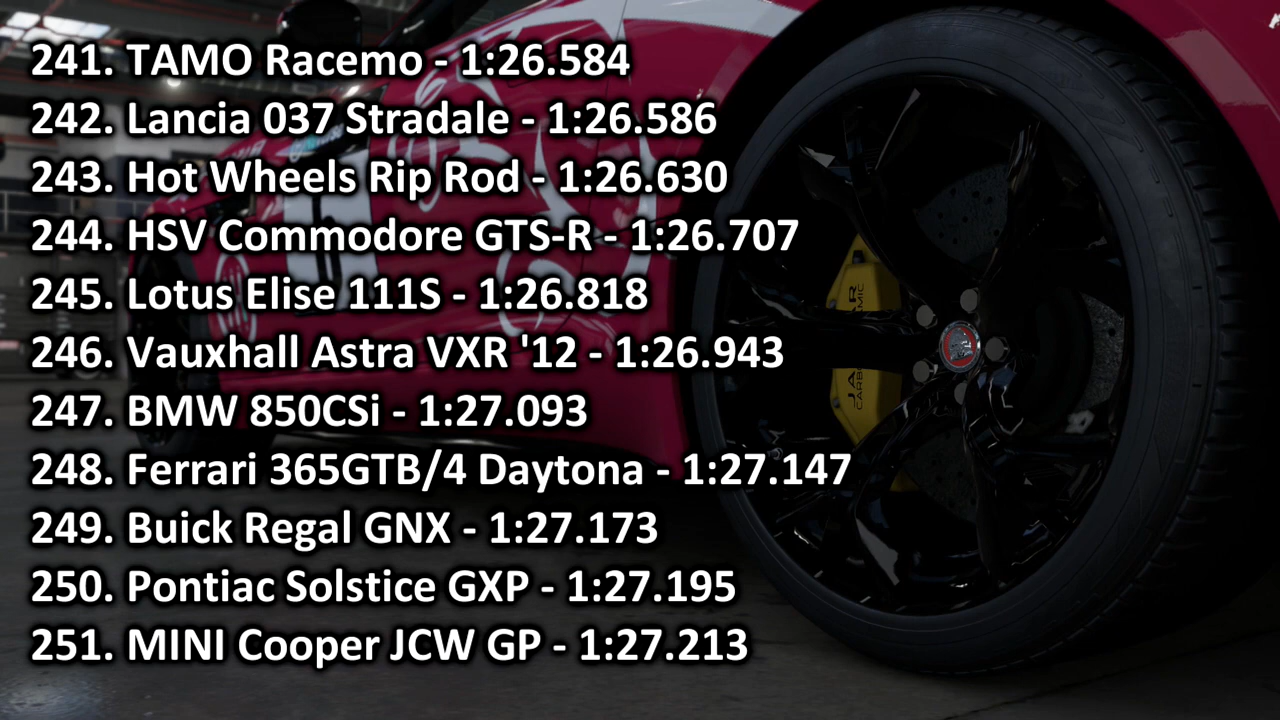 241. TAMO Racemo - 1:26.584
242. Lancia 037 Stradale - 1:26.586
243. Hot Wheels Rip Rod - 1:26.630
244. HSV Commodore GTS-R - 1:26.707
245. Lotus Elise 111S - 1:26.818
246. Vauxhall Astra VXR '12 - 1:26.943
247. BMW 850CSi - 1:27.093
248. Ferrari 365GTB/4 Daytona - 1:27.147
249. Buick Regal GNX - 1:27.173
250. Pontiac Solstice GXP - 1:27.195
251. MINI Cooper JCW GP - 1:27.213